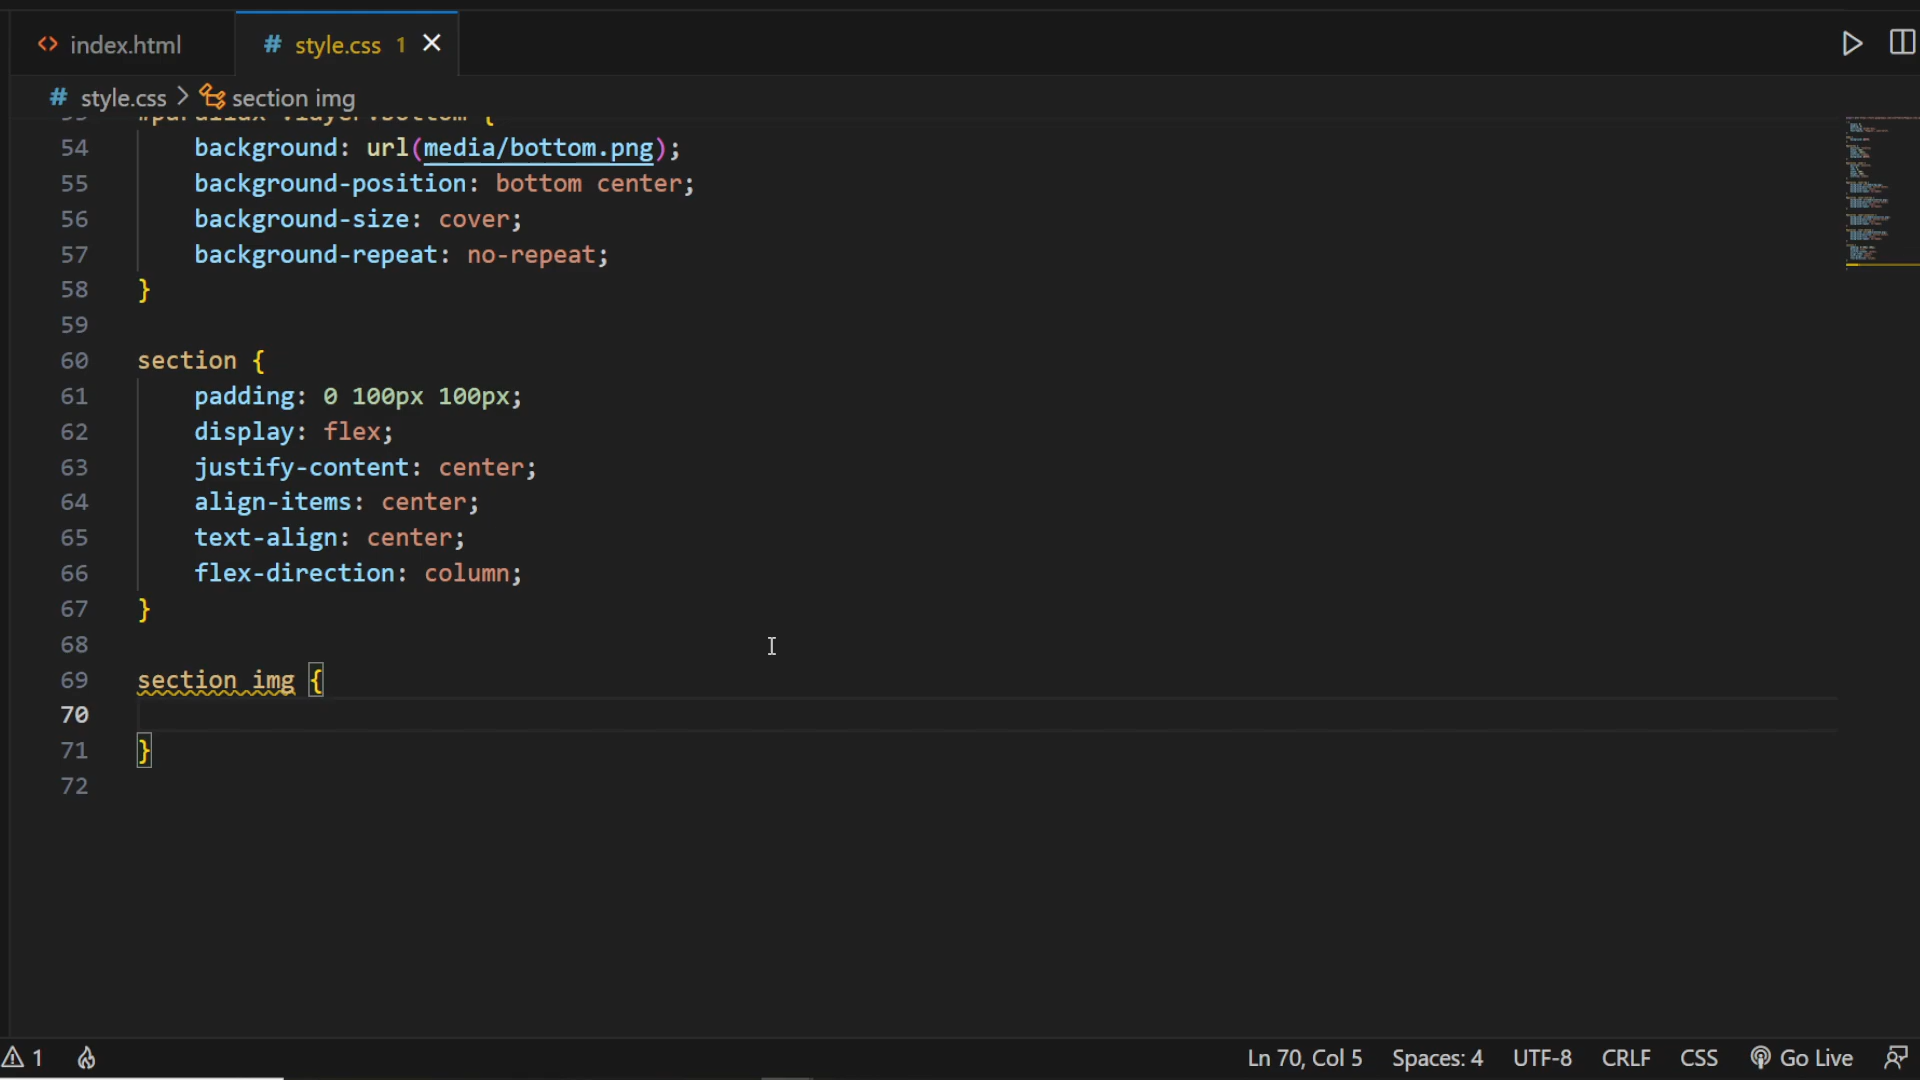 index.html
style.css 1
style.css > section img
54 background: url(media/bottom.png);
55 background-position: bottom center;
56 background-size: cover;
57 background-repeat: no-repeat;
58 }
59
60 section {
61 padding: 0 100px 100px;
62 display: flex;
63 justify-content: center;
64 align-items: center;
65 text-align: center;
66 flex-direction: column;
67 }
68
69 section img {
70
71 }
72
1
Ln 70, Col 5 Spaces: 4 UTF-8 CRLF CSS Go Live